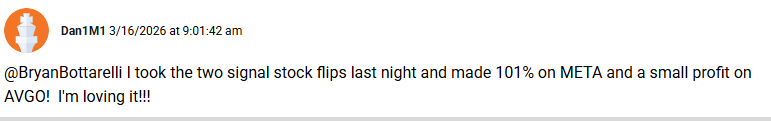 Dan1M1 3/16/2026 at 9:01:42 am
@BryanBottarelli I took the two signal stock flips last night and made 101% on META and a small profit on
AVGO!  I'm loving it!!!